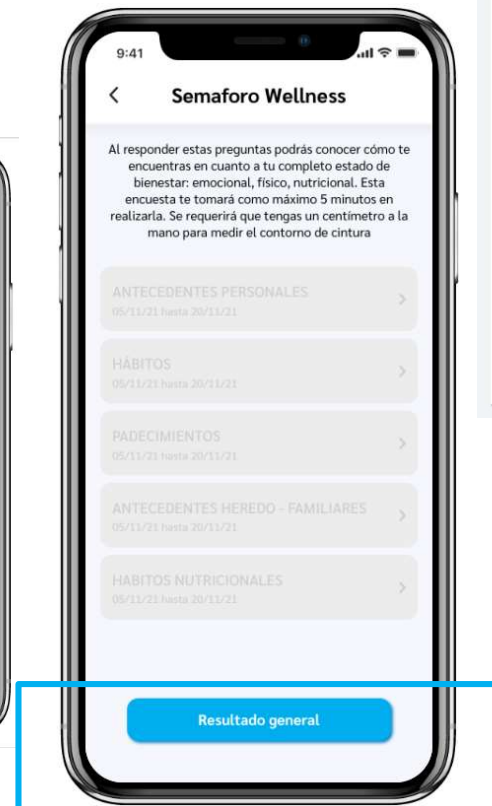 9:41
Semaforo Wellness
Al responder estas preguntas podrás conocer cómo te
encuentras en cuanto a tu completo estado de
bienestar: emocional, físico, nutricional. Esta
encuesta te tomará como máximo 5 minutos en
realizarla. Se requerirá que tengas un centímetro a la
mano para medir el contorno de cintura
ANTECEDENTES PERSONALES
05/11/21 hasta 20/11/21
HÁBITOS
05/11/21 hasta 20/11/21
PADECIMIENTOS
05/11/21 hasta 20/11/21
ANTECEDENTES HEREDO - FAMILIARES
05/11/21 hasta 20/11/21
HABITOS NUTRICIONALES
05/11/21 hasta 20/11/21
Resultado general